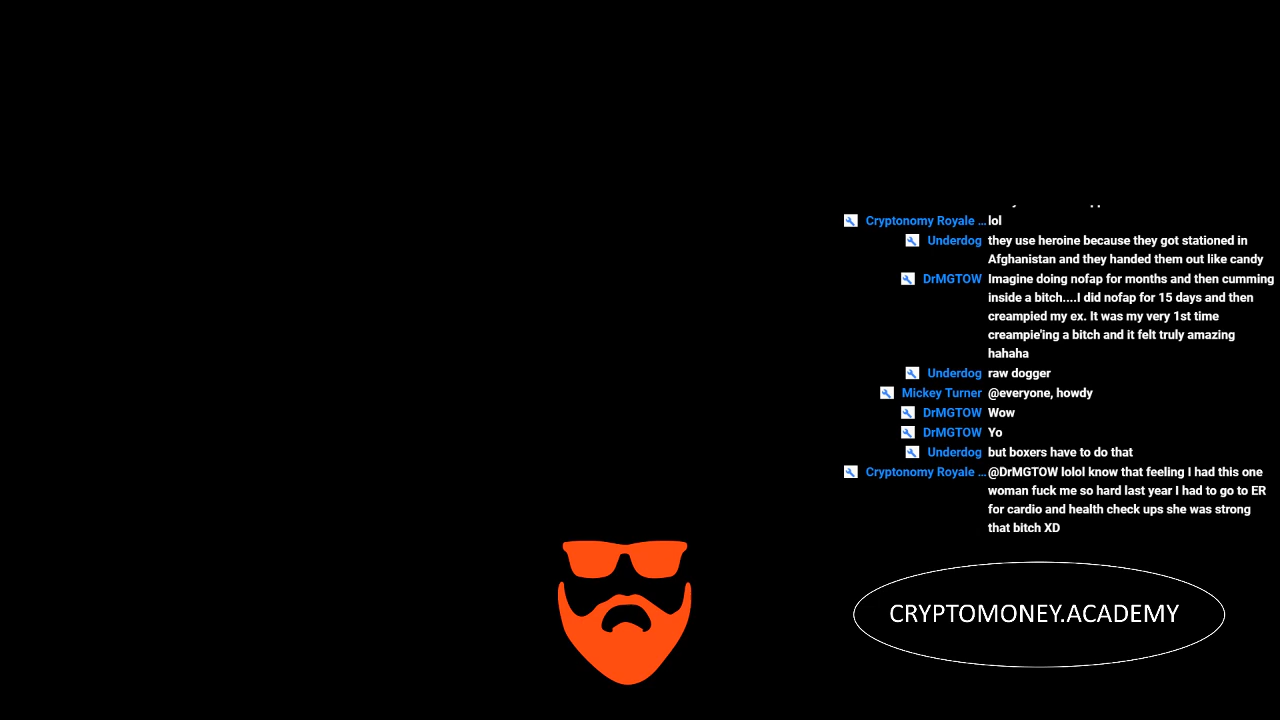 Cryptonomy Royale ... lol
Underdog they use heroine because they got stationed in
Afghanistan and they handed them out like candy
DrMGTOW Imagine doing nofap for months and then cumming
inside a bitch....I did nofap for 15 days and then
creampied my ex. It was my very 1st time
creampie'ing a bitch and it felt truly amazing
hahaha
Underdog raw dogger
Mickey Turner @everyone, howdy
DrMGTOW Wow
DrMGTOW Yo
Underdog but boxers have to do that
Cryptonomy Royale ... @DrMGTOW lolol know that feeling I had this one
woman fuck me so hard last year I had to go to ER
for cardio and health check ups she was strong
that bitch XD
CRYPTOMONEY.ACADEMY